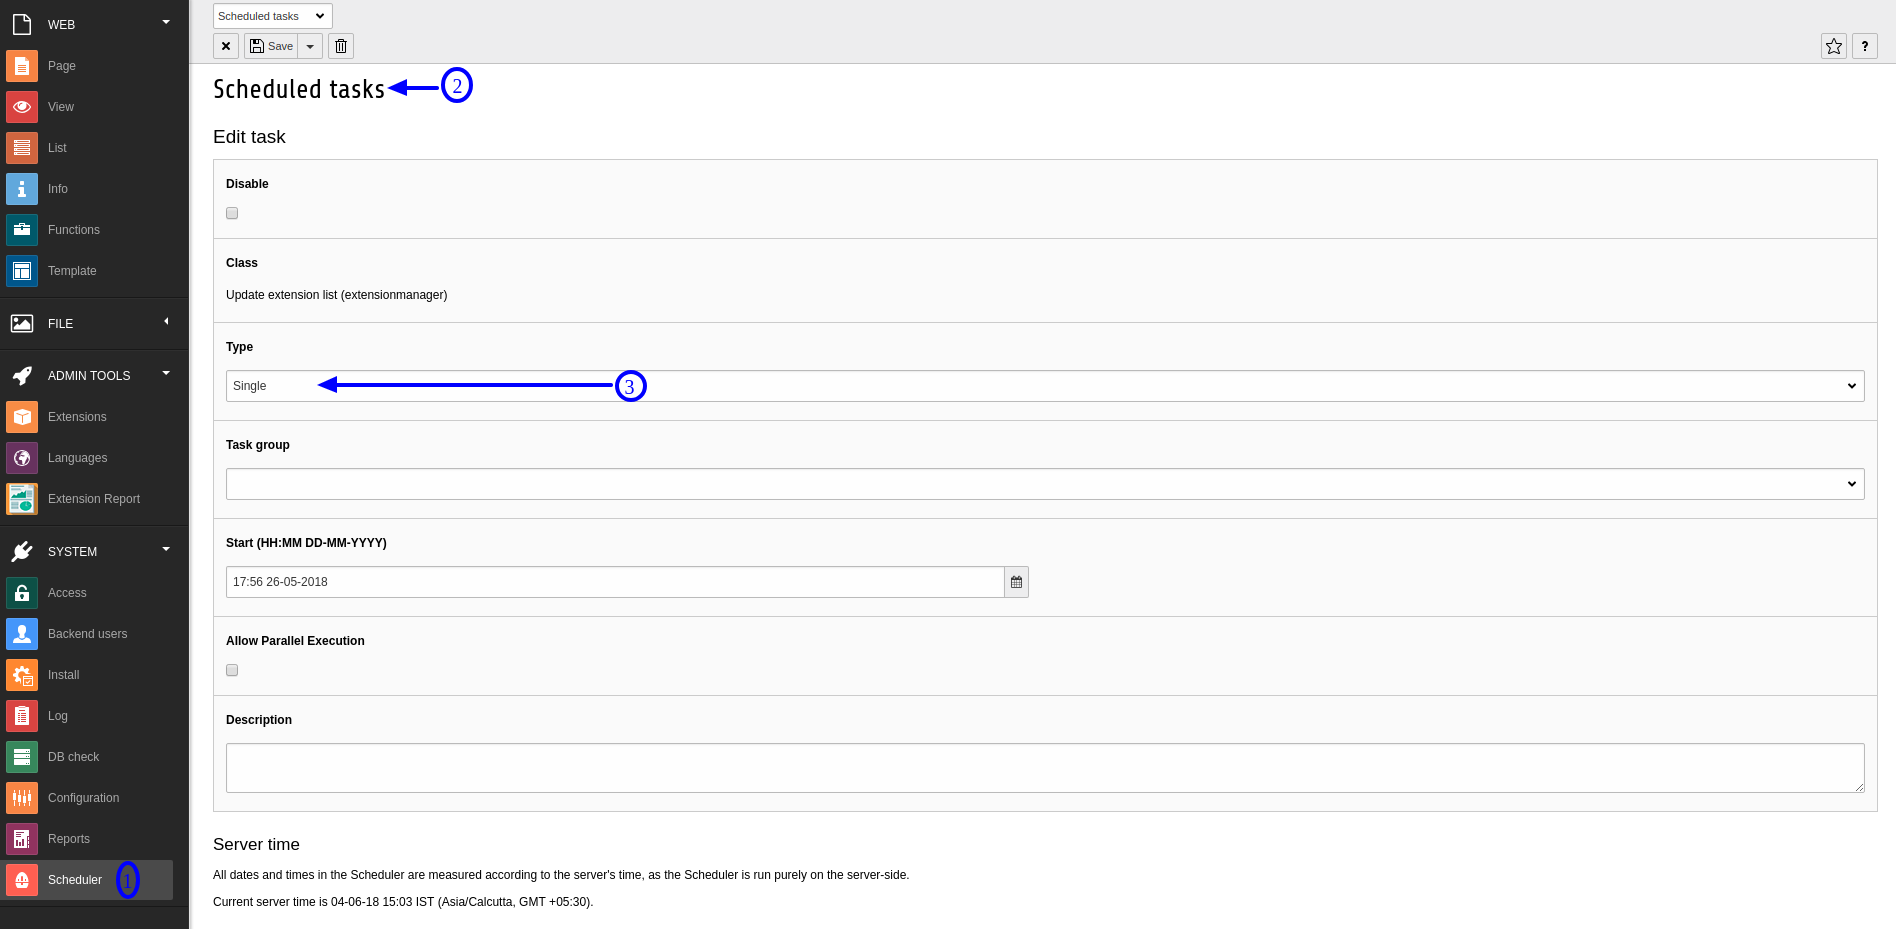 WEB
Page
View
List
Info
Functions
Template
FILE
ADMIN TOOLS
Extensions
Languages
Extension Report
SYSTEM
Access
Backend users
Install
Log
DB check
Configuration
Reports
Scheduler 1
Scheduled tasks
Save
?
Scheduled tasks 2
Edit task
Disable
Class
Update extension list (extensionmanager)
Type
Single 3
Task group
Start (HH:MM DD-MM-YYYY)
17:56 26-05-2018
Allow Parallel Execution
Description
Server time
All dates and times in the Scheduler are measured according to the server's time, as the Scheduler is run purely on the server-side.
Current server time is 04-06-18 15:03 IST (Asia/Calcutta, GMT +05:30).